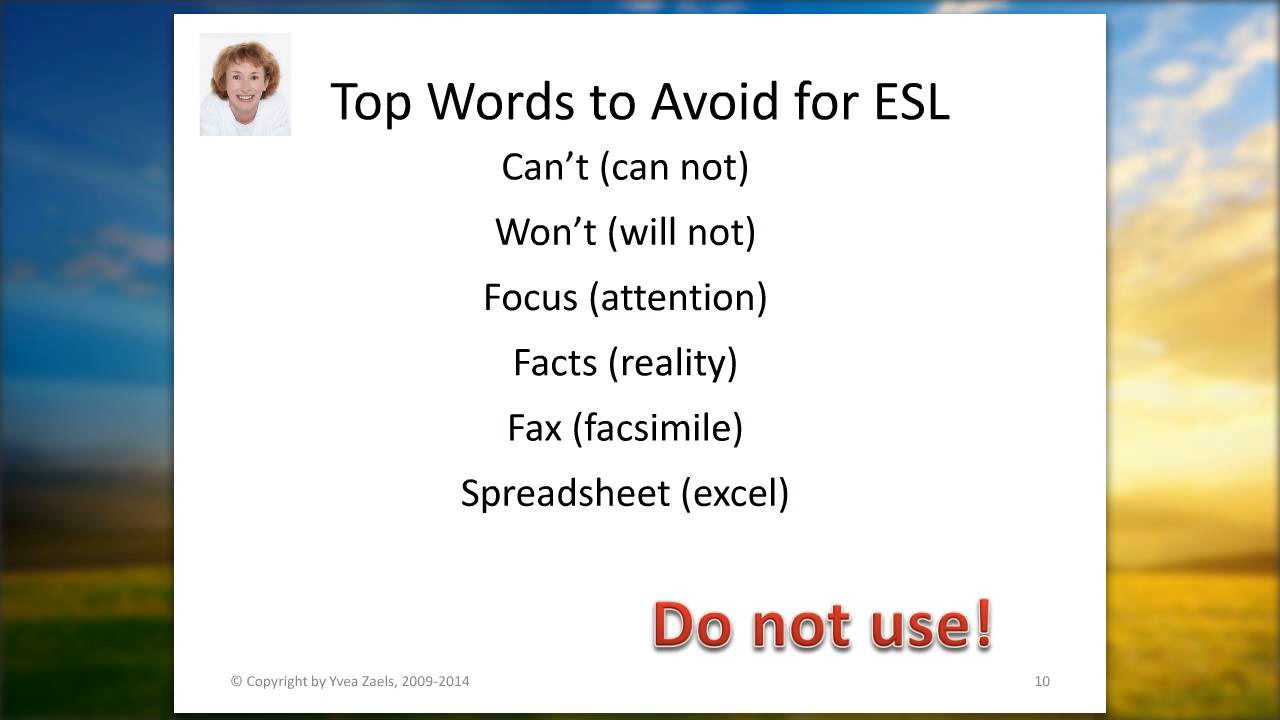 Top Words to Avoid for ESL
Can’t (can not)
Won’t (will not)
Focus (attention)
Facts (reality)
Fax (facsimile)
Spreadsheet (excel)
Do not use!
© Copyright by Yvea Zaels, 2009-2014
10